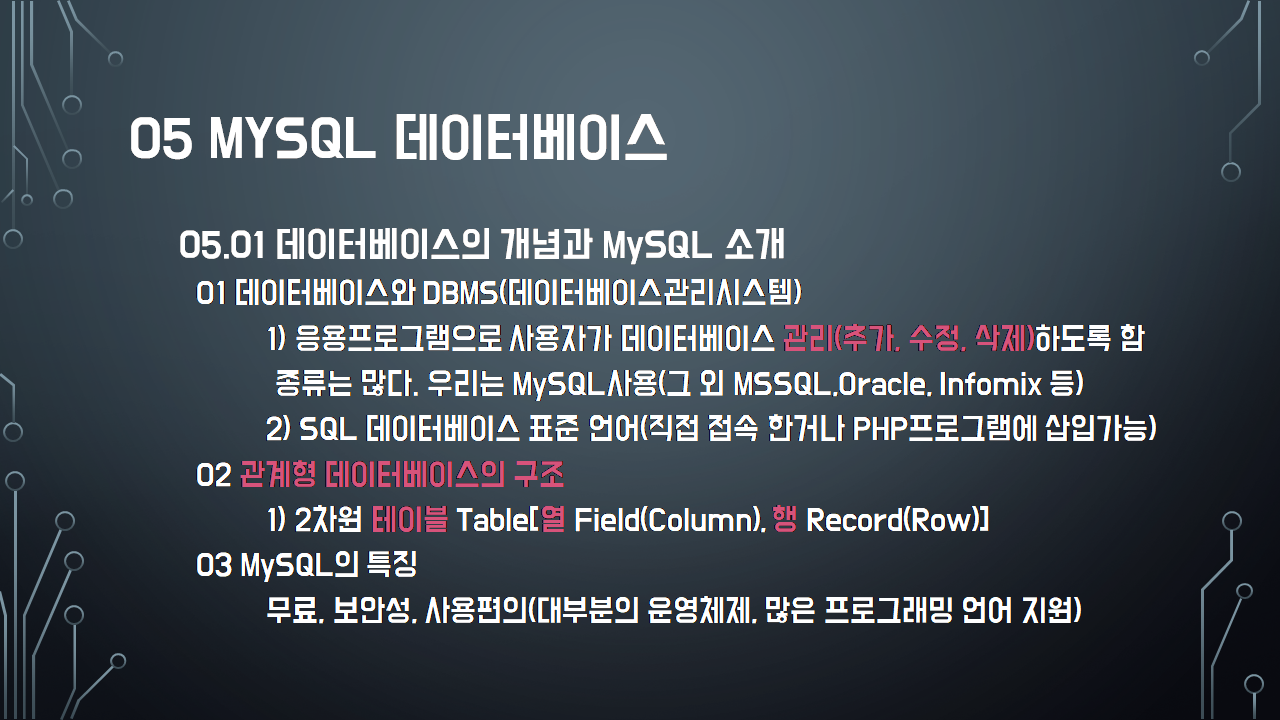 05 MYSQL 데이터베이스
05.01 데이터베이스의 개념과 MySQL 소개
01 데이터베이스와 DBMS(데이터베이스관리시스템)
1) 응용프로그램으로 사용자가 데이터베이스 관리(추가, 수정, 삭제)하도록 함
종류는 많다. 우리는 MySQL사용(그 외 MSSQL,Oracle, Infomix 등)
2) SQL 데이터베이스 표준 언어(직접 접속 한거나 PHP프로그램에 삽입가능)
02 관계형 데이터베이스의 구조
1) 2차원 테이블 Table[열 Field(Column), 행 Record(Row)]
03 MySQL의 특징
무료, 보안성, 사용편의(대부분의 운영체제, 많은 프로그래밍 언어 지원)